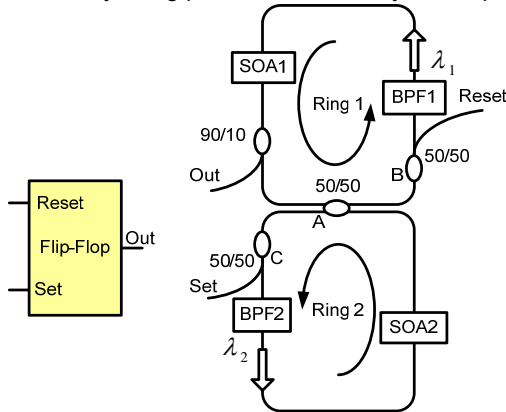 SOA1
λ1
Ring 1
BPF1
Reset
90/10
50/50
B
Out
50/50
A
Reset
Flip-Flop
Out
Set
50/50
C
Set
BPF2
Ring 2
SOA2
λ2